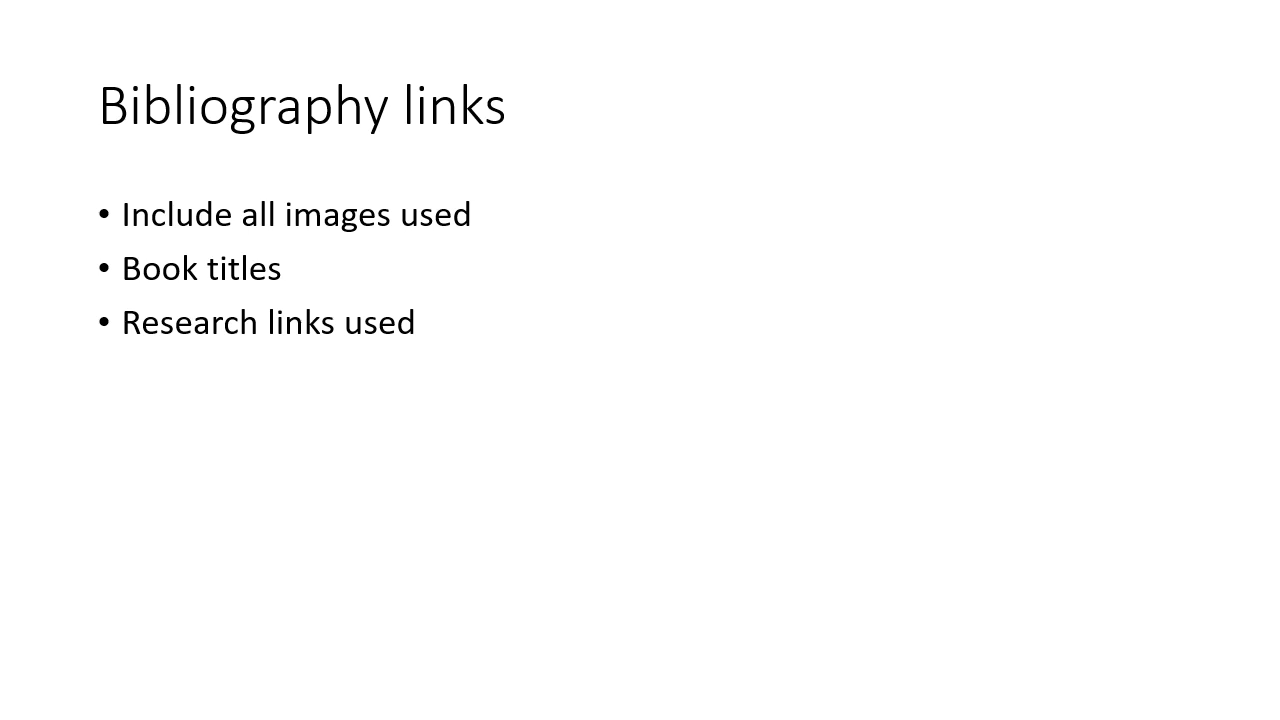 Bibliography links
• Include all images used
• Book titles
• Research links used